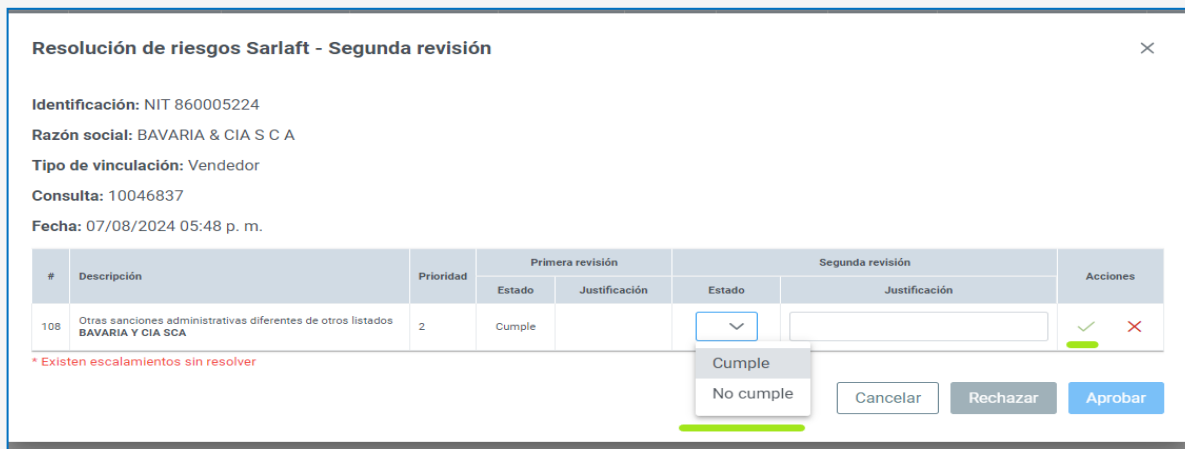 Resolución de riesgos Sarlaft - Segunda revisión
Identificación: NIT 860005224
Razón social: BAVARIA & CIA S C A
Tipo de vinculación: Vendedor
Consulta: 10046837
Fecha: 07/08/2024 05:48 p. m.
# Descripción Prioridad Primera revisión Segunda revisión Acciones
Estado Justificación Estado Justificación
108 Otras sanciones administrativas diferentes de otros listados 2 Cumple
BAVARIA Y CIA SCA
* Existen escalamientos sin resolver
Cumple
No cumple
Cancelar Rechazar Aprobar